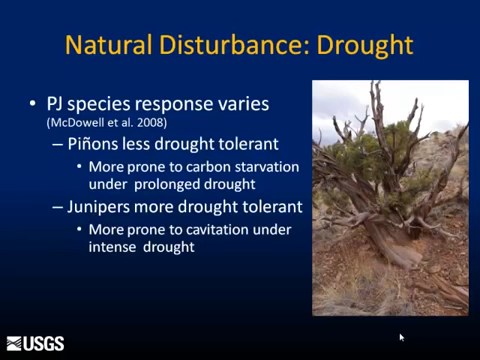 Natural Disturbance: Drought
• PJ species response varies
(McDowell et al. 2008)
– Piñons less drought tolerant
• More prone to carbon starvation
under prolonged drought
– Junipers more drought tolerant
• More prone to cavitation under
intense drought
USGS